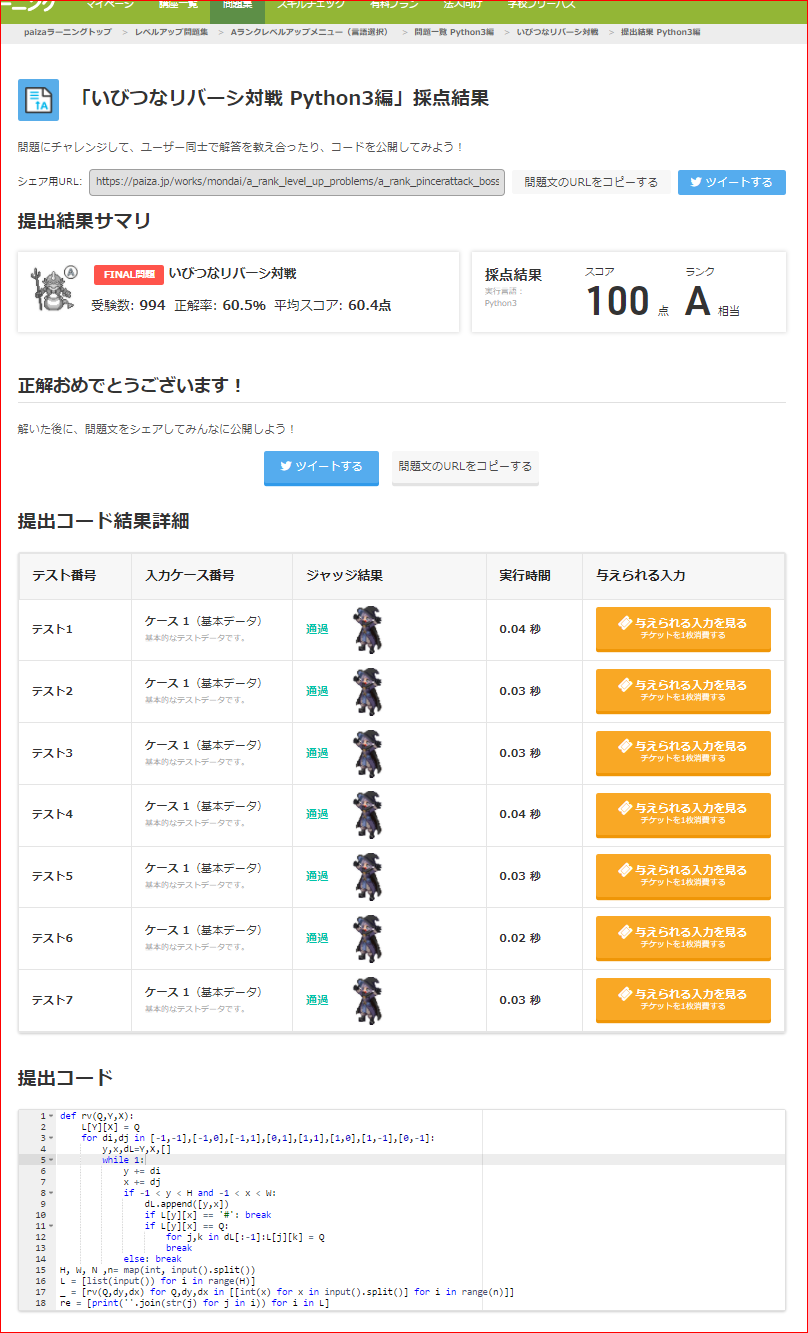 ーニング マイページ 講座一覧 問題集 スキルチェック 有料プラン 法人向け 学校フリーパス
paizaラーニングトップ > レベルアップ問題集 > Aランクレベルアップメニュー（言語選択） > 問題一覧 Python3編 > いびつなリバーシ対戦 > 提出結果 Python3編
「いびつなリバーシ対戦 Python3編」採点結果
問題にチャレンジして、ユーザー同士で解答を教え合ったり、コードを公開してみよう！
シェア用URL: https://paiza.jp/works/mondai/a_rank_level_up_problems/a_rank_pincerattack_boss 問題文のURLをコピーする ツイートする
提出結果サマリ
A FINAL問題 いびつなリバーシ対戦
受験数: 994 正解率: 60.5% 平均スコア: 60.4点
採点結果 スコア ランク
実行言語：
Python3
100 点 A 相当
正解おめでとうございます！
解いた後に、問題文をシェアしてみんなに公開しよう！
ツイートする 問題文のURLをコピーする
提出コード結果詳細
テスト番号 入力ケース番号 ジャッジ結果 実行時間 与えられる入力
テスト1 ケース 1（基本データ） 通過 0.04 秒 与えられる入力を見る
基本的なテストデータです。 チケットを1枚消費する
テスト2 ケース 1（基本データ） 通過 0.03 秒 与えられる入力を見る
基本的なテストデータです。 チケットを1枚消費する
テスト3 ケース 1（基本データ） 通過 0.03 秒 与えられる入力を見る
基本的なテストデータです。 チケットを1枚消費する
テスト4 ケース 1（基本データ） 通過 0.04 秒 与えられる入力を見る
基本的なテストデータです。 チケットを1枚消費する
テスト5 ケース 1（基本データ） 通過 0.03 秒 与えられる入力を見る
基本的なテストデータです。 チケットを1枚消費する
テスト6 ケース 1（基本データ） 通過 0.02 秒 与えられる入力を見る
基本的なテストデータです。 チケットを1枚消費する
テスト7 ケース 1（基本データ） 通過 0.03 秒 与えられる入力を見る
基本的なテストデータです。 チケットを1枚消費する
提出コード
1 def rv(Q,Y,X):
2 L[Y][X] = Q
3 for di,dj in [-1,-1],[-1,0],[-1,1],[0,1],[1,1],[1,0],[1,-1],[0,-1]:
4 y,x,dL=Y,X,[]
5 while 1:
6 y += di
7 x += dj
8 if -1 < y < H and -1 < x < W:
9 dL.append([y,x])
10 if L[y][x] == '#': break
11 if L[y][x] == Q:
12 for j,k in dL[:-1]:L[j][k] = Q
13 break
14 else: break
15 H, W, N ,n= map(int, input().split())
16 L = [list(input()) for i in range(H)]
17 _ = [rv(Q,dy,dx) for Q,dy,dx in [[int(x) for x in input().split()] for i in range(n)]]
18 re = [print(''.join(str(j) for j in i)) for i in L]